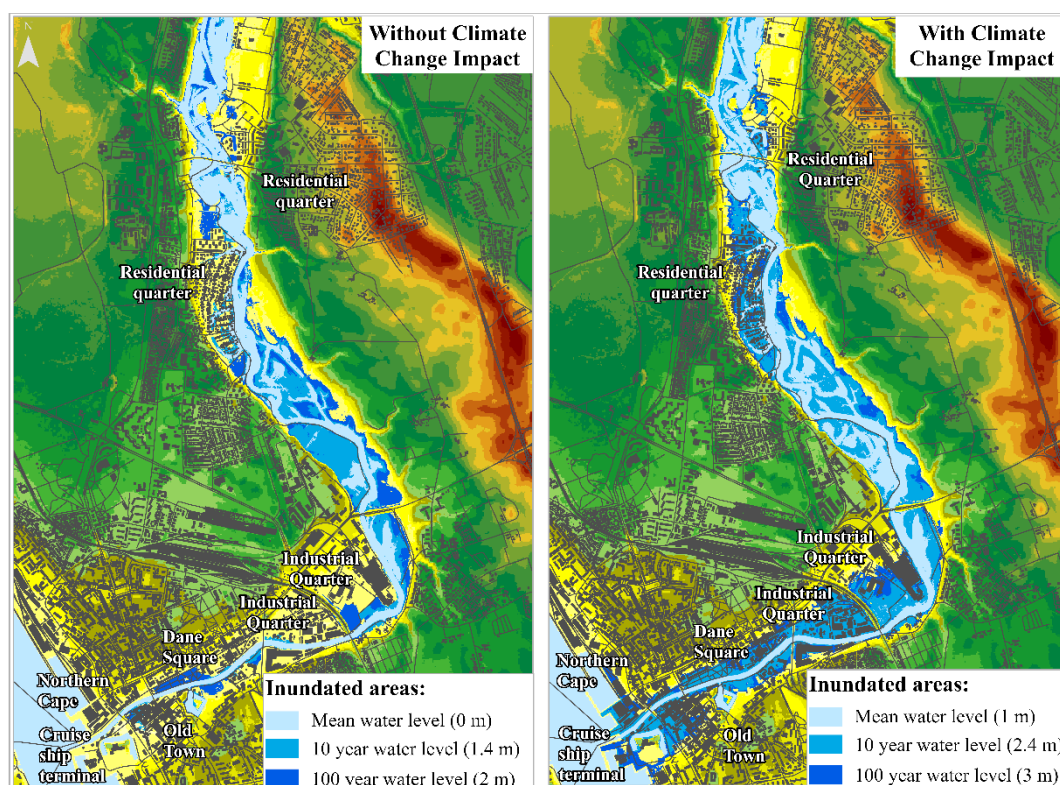 N
Without Climate
Change Impact
Residential
quarter
Residential
quarter
Industrial
Quarter
Industrial
Quarter
Dane
Square
Northern
Cape
Cruise
ship
terminal
Old
Town
Inundated areas:
Mean water level (0 m)
10 year water level (1.4 m)
100 year water level (2 m)
With Climate
Change Impact
Residential
Quarter
Residential
quarter
Industrial
Quarter
Industrial
Quarter
Dane
Square
Northern
Cape
Cruise
ship
terminal
Old
Town
Inundated areas:
Mean water level (1 m)
10 year water level (2.4 m)
100 year water level (3 m)